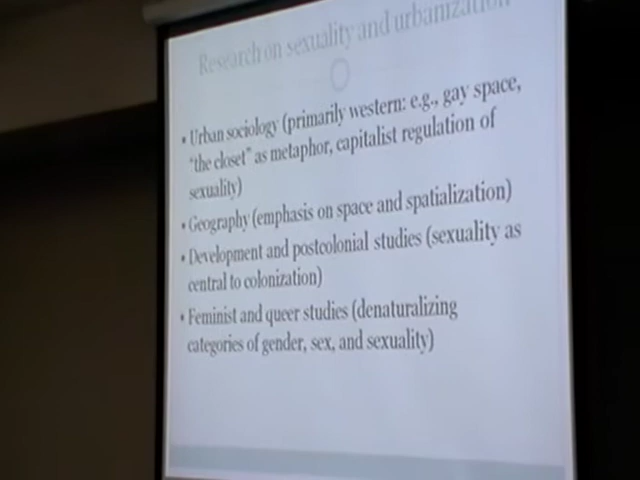 Research on sexuality and urbanization
• Urban sociology (primarily western: e.g., gay space,
"the closet" as metaphor, capitalist regulation of
sexuality)
• Geography (emphasis on space and spatialization)
• Development and postcolonial studies (sexuality as
central to colonization)
• Feminist and queer studies (denaturalizing
categories of gender, sex, and sexuality)